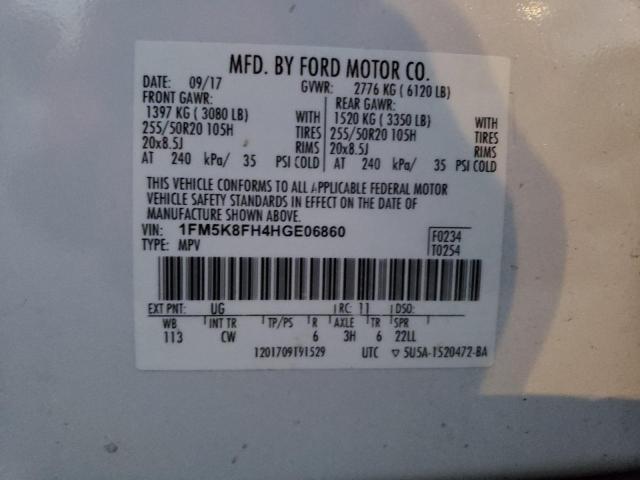 MFD. BY FORD MOTOR CO.
DATE: 09/17 GVWR: 2776 KG ( 6120 LB)
FRONT GAWR: REAR GAWR:
1397 KG ( 3080 LB) WITH 1520 KG ( 3350 LB) WITH
255/50R20 105H TIRES 255/50R20 105H TIRES
20x8.5J RIMS 20x8.5J RIMS
AT 240 kPa/ 35 PSI COLD AT 240 kPa/ 35 PSI COLD
THIS VEHICLE CONFORMS TO ALL APPLICABLE FEDERAL MOTOR
VEHICLE SAFETY STANDARDS IN EFFECT ON THE DATE OF
MANUFACTURE SHOWN ABOVE.
VIN: 1FM5K8FH4HGE06860 F0234
TYPE: MPV T0254
EXT PNT: UG RC: 11 DSO:
WB INT TR TP/PS R AXLE TR SPR
113 CW 6 3H 6 22LL
1201709191529 UTC ▽ 5U5A-1520472-BA